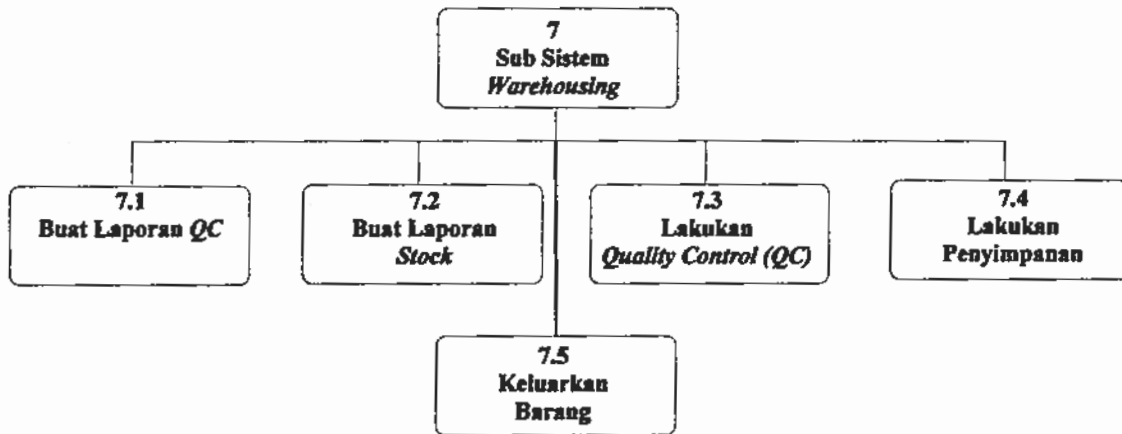 7
Sub Sistem
Warehousing
7.1
Buat Laporan QC
7.2
Buat Laporan
Stock
7.3
Lakukan
Quality Control (QC)
7.4
Lakukan
Penyimpanan
7.5
Keluarkan
Barang